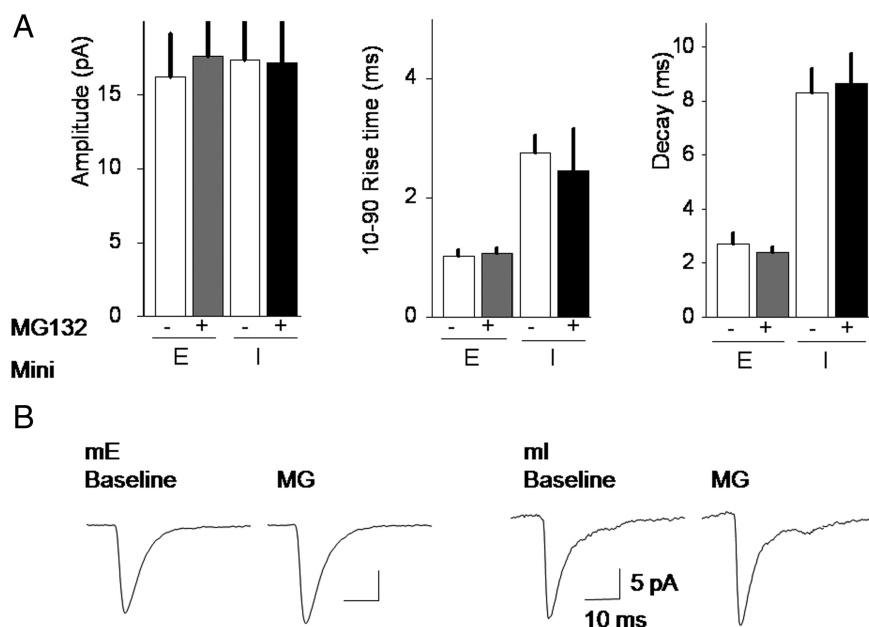 A
Amplitude (pA)
15
10
5
0
10-90 Rise time (ms)
4
2
0
Decay (ms)
10
8
6
4
2
0
MG132 - + - + - + - + - + - +
Mini E I E I E I
B
mE mI
Baseline MG Baseline MG
5 pA
10 ms